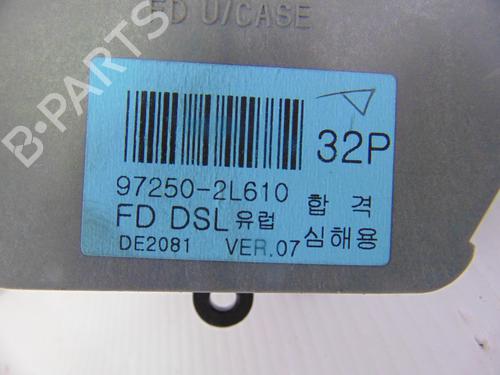 FD U/CASE
B-PARTS
32P
97250-2L610
FD DSL 유럽 합 격
DE2081 VER.07 심해용